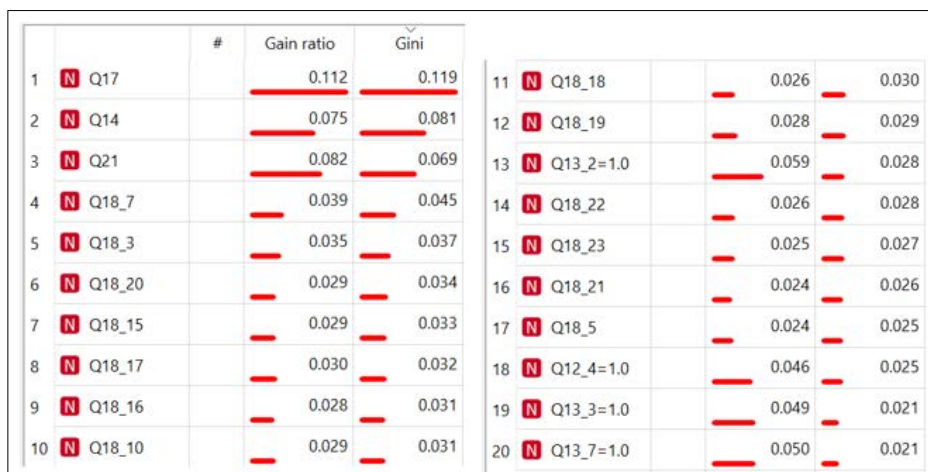 # Gain ratio Gini
1 N Q17 0.112 0.119
2 N Q14 0.075 0.081
3 N Q21 0.082 0.069
4 N Q18_7 0.039 0.045
5 N Q18_3 0.035 0.037
6 N Q18_20 0.029 0.034
7 N Q18_15 0.029 0.033
8 N Q18_17 0.030 0.032
9 N Q18_16 0.028 0.031
10 N Q18_10 0.029 0.031
11 N Q18_18 0.026 0.030
12 N Q18_19 0.028 0.029
13 N Q13_2=1.0 0.059 0.028
14 N Q18_22 0.026 0.028
15 N Q18_23 0.025 0.027
16 N Q18_21 0.024 0.026
17 N Q18_5 0.024 0.025
18 N Q12_4=1.0 0.046 0.025
19 N Q13_3=1.0 0.049 0.021
20 N Q13_7=1.0 0.050 0.021